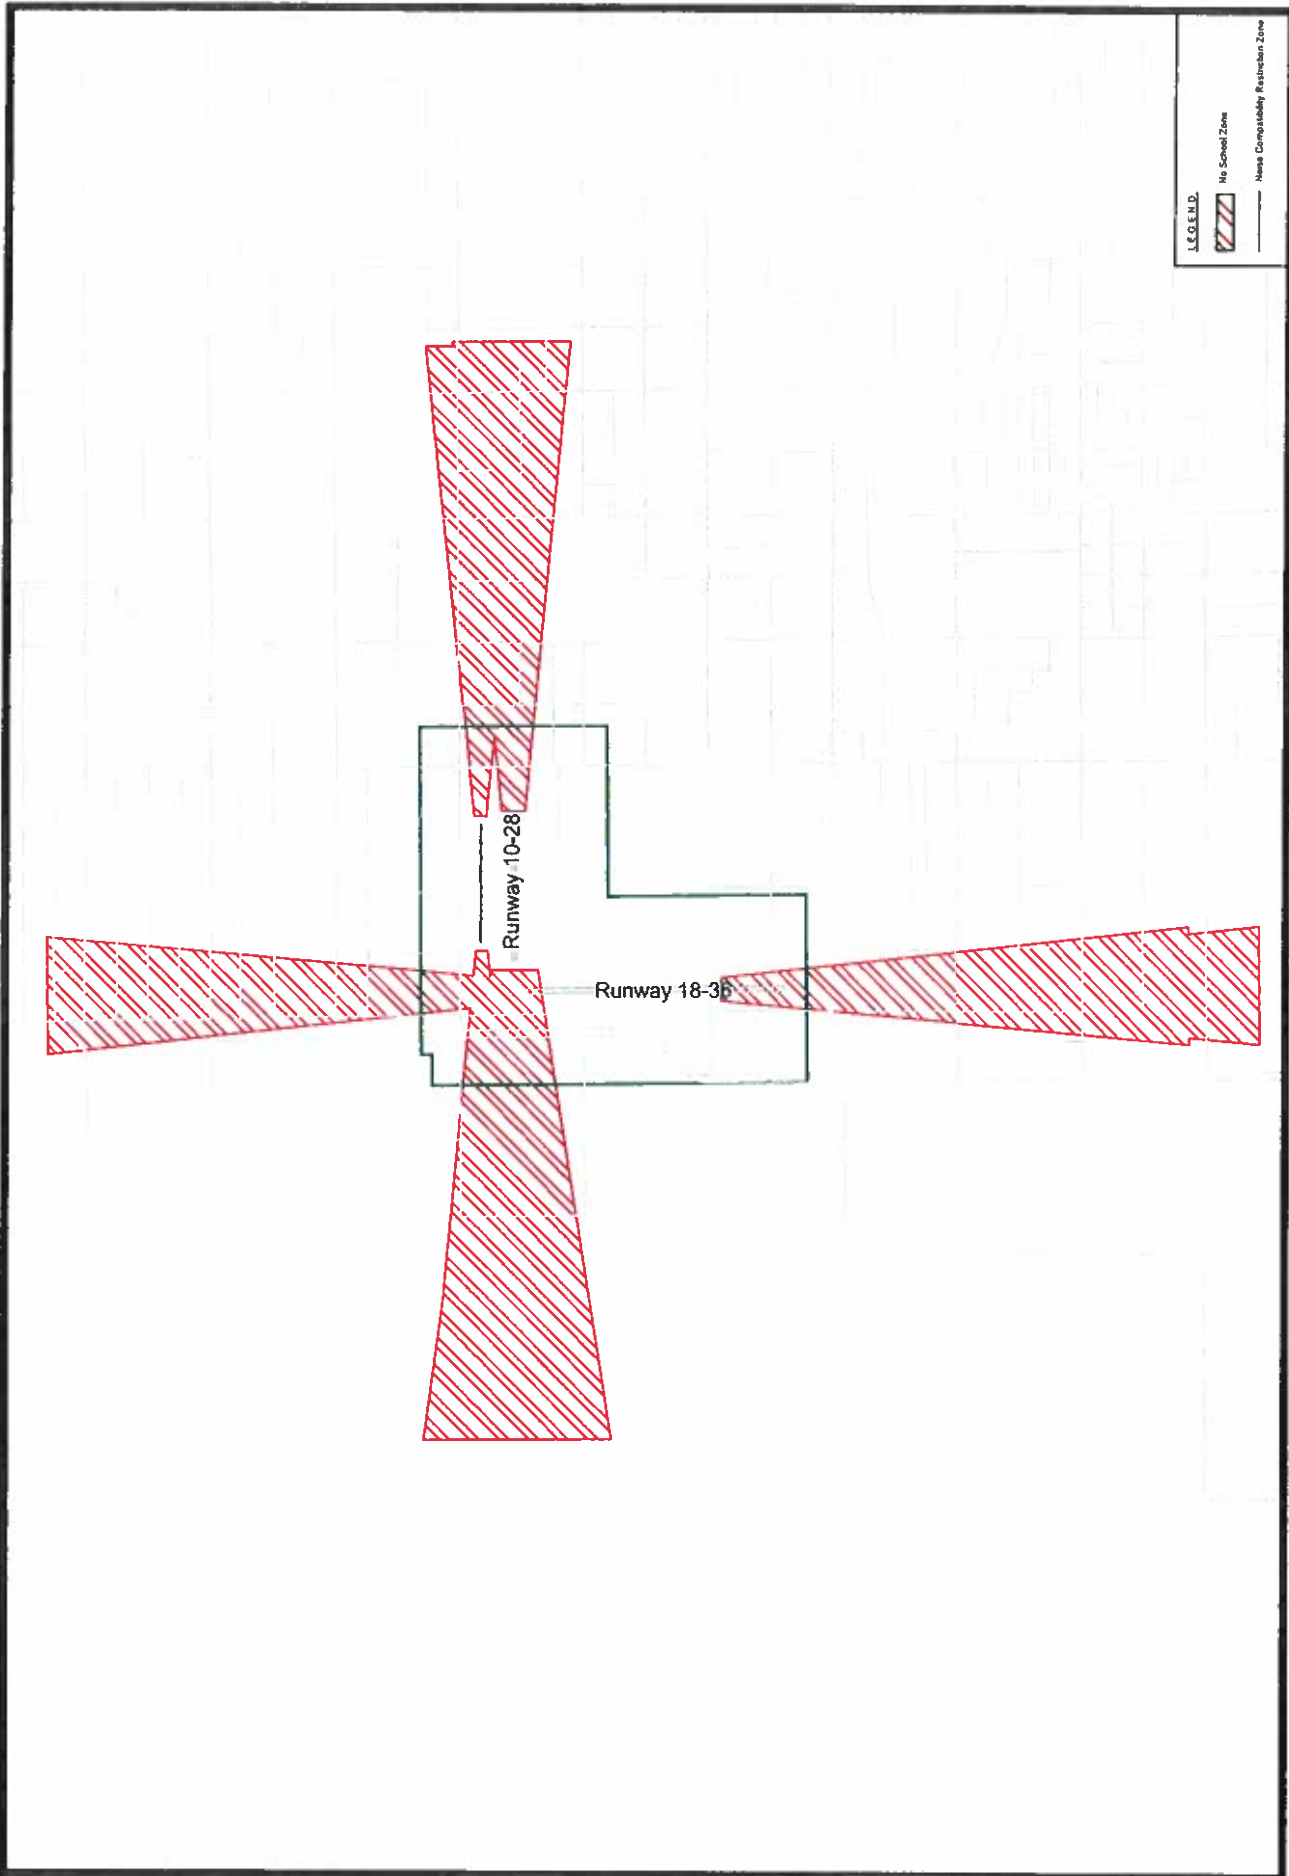 LEGEND
No School Zone
Noise Compatibility Restriction Zone
Runway 10-28
Runway 18-36